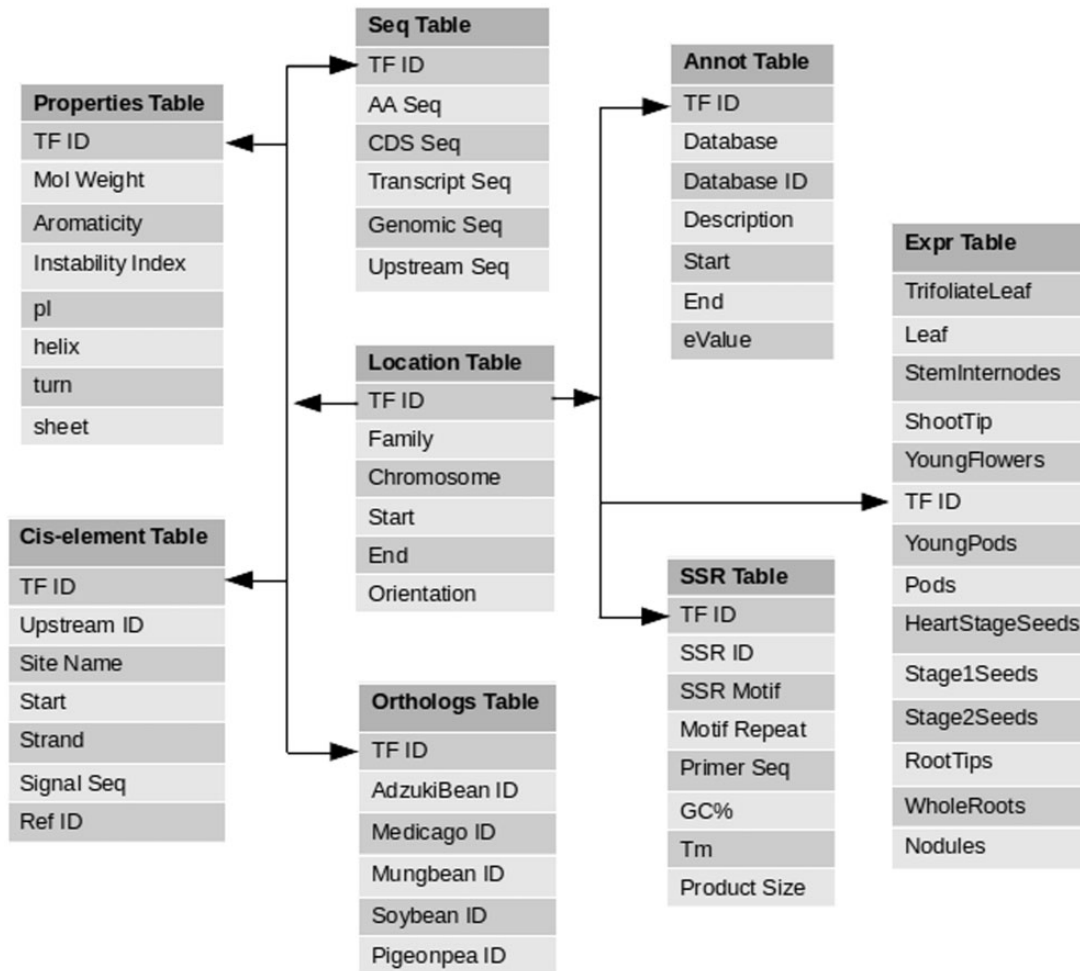 Seq Table
TF ID
AA Seq
CDS Seq
Transcript Seq
Genomic Seq
Upstream Seq
Properties Table
TF ID
Mol Weight
Aromaticity
Instability Index
pI
helix
turn
sheet
Annot Table
TF ID
Database
Database ID
Description
Start
End
eValue
Location Table
TF ID
Family
Chromosome
Start
End
Orientation
Expr Table
TrifoliateLeaf
Leaf
StemInternodes
ShootTip
YoungFlowers
TF ID
YoungPods
Pods
HeartStageSeeds
Stage1Seeds
Stage2Seeds
RootTips
WholeRoots
Nodules
Cis-element Table
TF ID
Upstream ID
Site Name
Start
Strand
Signal Seq
Ref ID
Orthologs Table
TF ID
AdzukiBean ID
Medicago ID
Mungbean ID
Soybean ID
Pigeonpea ID
SSR Table
TF ID
SSR ID
SSR Motif
Motif Repeat
Primer Seq
GC%
Tm
Product Size